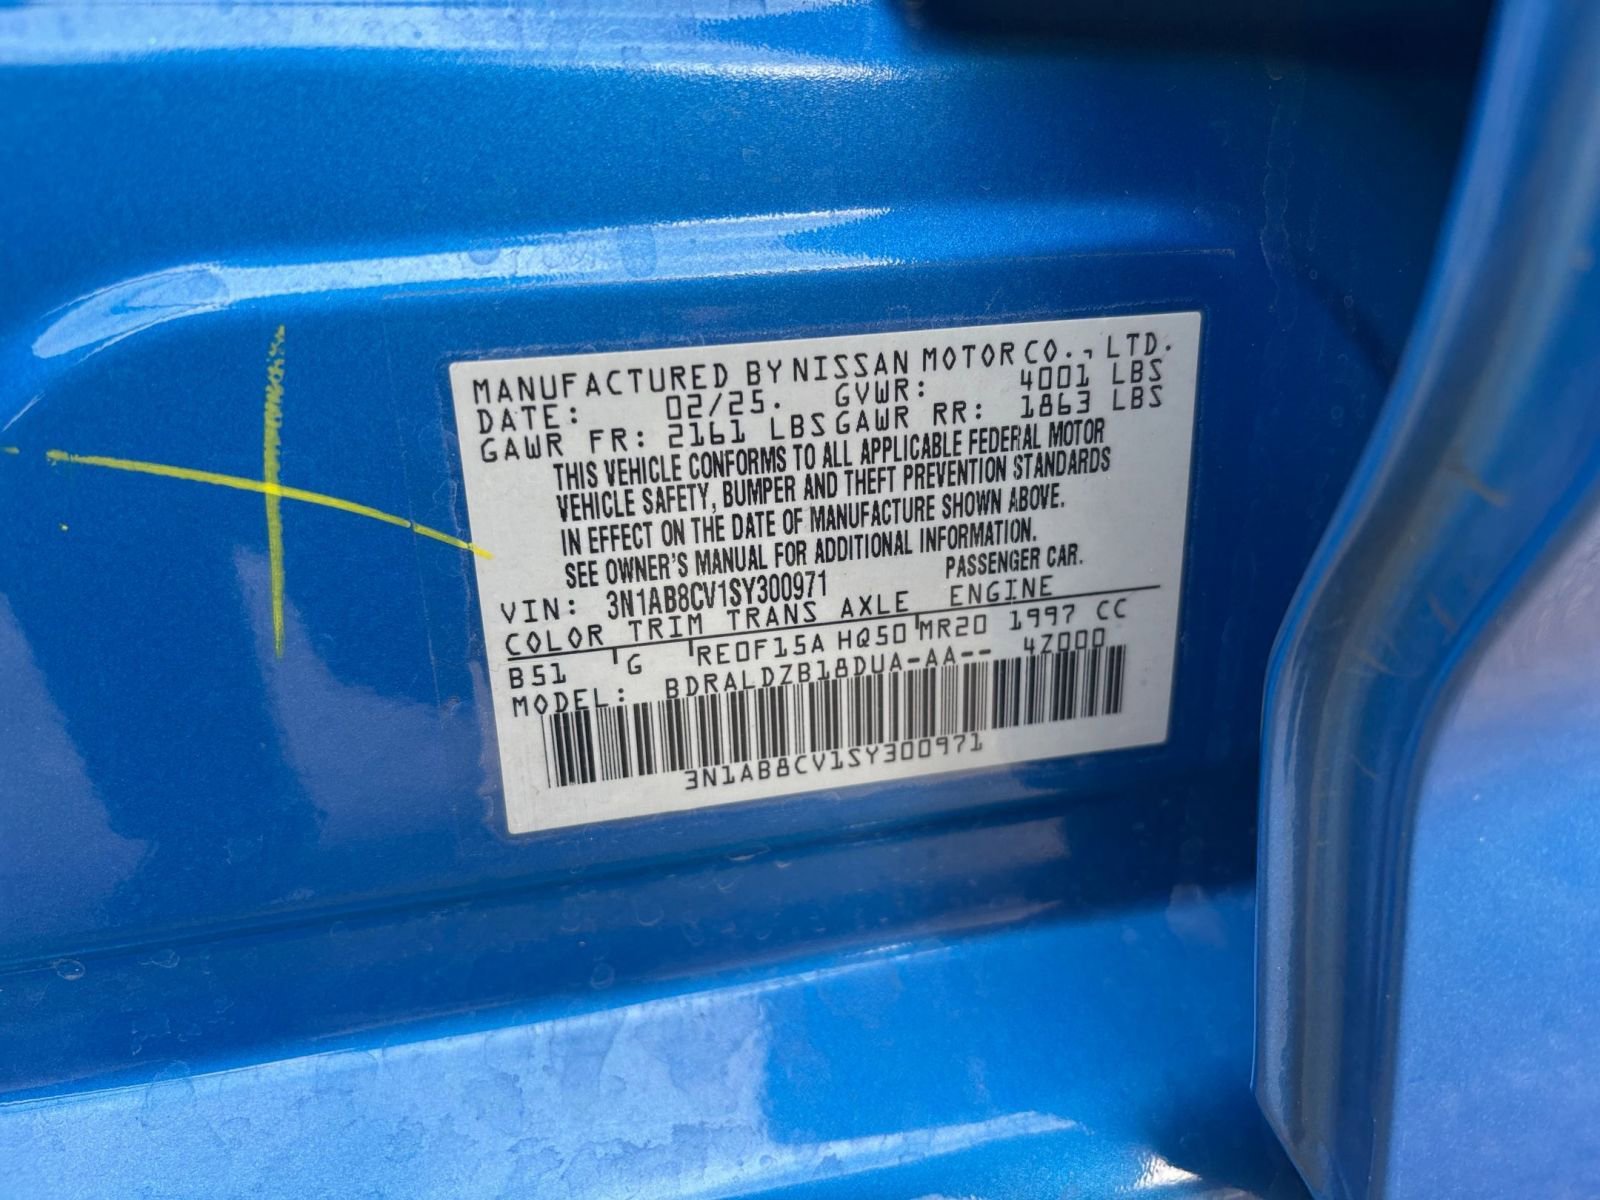 MANUFACTURED BY NISSAN MOTOR CO., LTD.
DATE: 02/25. GVWR: 4001 LBS
GAWR FR: 2161 LBS GAWR RR: 1863 LBS
THIS VEHICLE CONFORMS TO ALL APPLICABLE FEDERAL MOTOR
VEHICLE SAFETY, BUMPER AND THEFT PREVENTION STANDARDS
IN EFFECT ON THE DATE OF MANUFACTURE SHOWN ABOVE.
SEE OWNER'S MANUAL FOR ADDITIONAL INFORMATION.
VIN: 3N1AB8CV1SY300971 PASSENGER CAR.
COLOR TRIM TRANS AXLE ENGINE
B51 G RE0F15A HQ50 MR20 1997 CC
MODEL: BDRALDZB18DUA-AA-- 4Z000
3N1AB8CV1SY300971